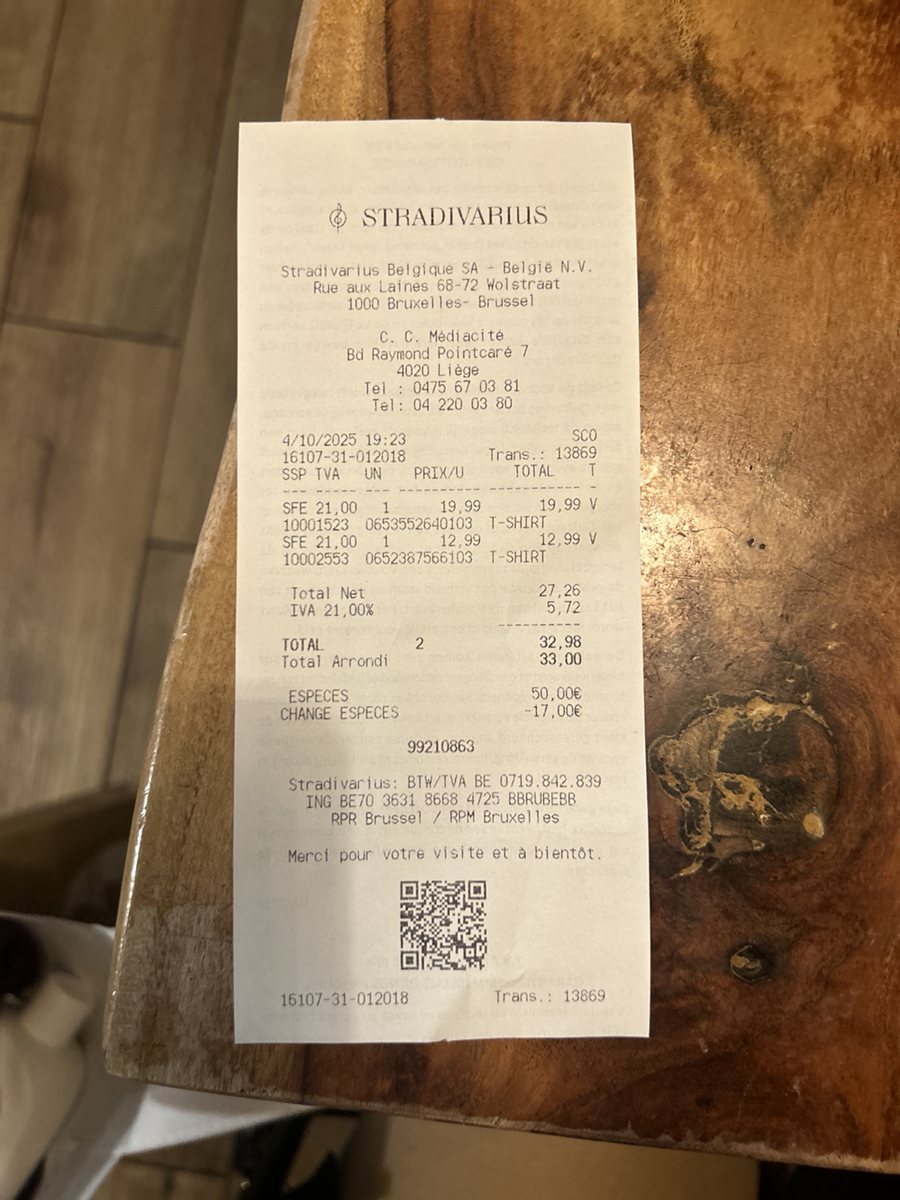 STRADIVARIUS
Stradivarius Belgique SA - België N.V.
Rue aux Laines 68-72 Wolstraat
1000 Bruxelles- Brussel
C. C. Médiacité
Bd Raymond Pointcaré 7
4020 Liège
Tel : 0475 67 03 81
Tel: 04 220 03 80
4/10/2025 19:23 SCO
16107-31-012018 Trans.: 13869
SSP TVA UN PRIX/U TOTAL T
--- ----- --- ------- --------- -
SFE 21,00 1 19,99 19,99 V
10001523 0653552640103 T-SHIRT
SFE 21,00 1 12,99 12,99 V
10002553 0652387566103 T-SHIRT
Total Net 27,26
IVA 21,00% 5,72
----------
TOTAL 2 32,98
Total Arrondi 33,00
ESPECES 50,00€
CHANGE ESPECES -17,00€
99210863
Stradivarius: BTW/TVA BE 0719.842.839
ING BE70 3631 8668 4725 BBRUBEBB
RPR Brussel / RPM Bruxelles
Merci pour votre visite et à bientôt.
16107-31-012018 Trans.: 13869